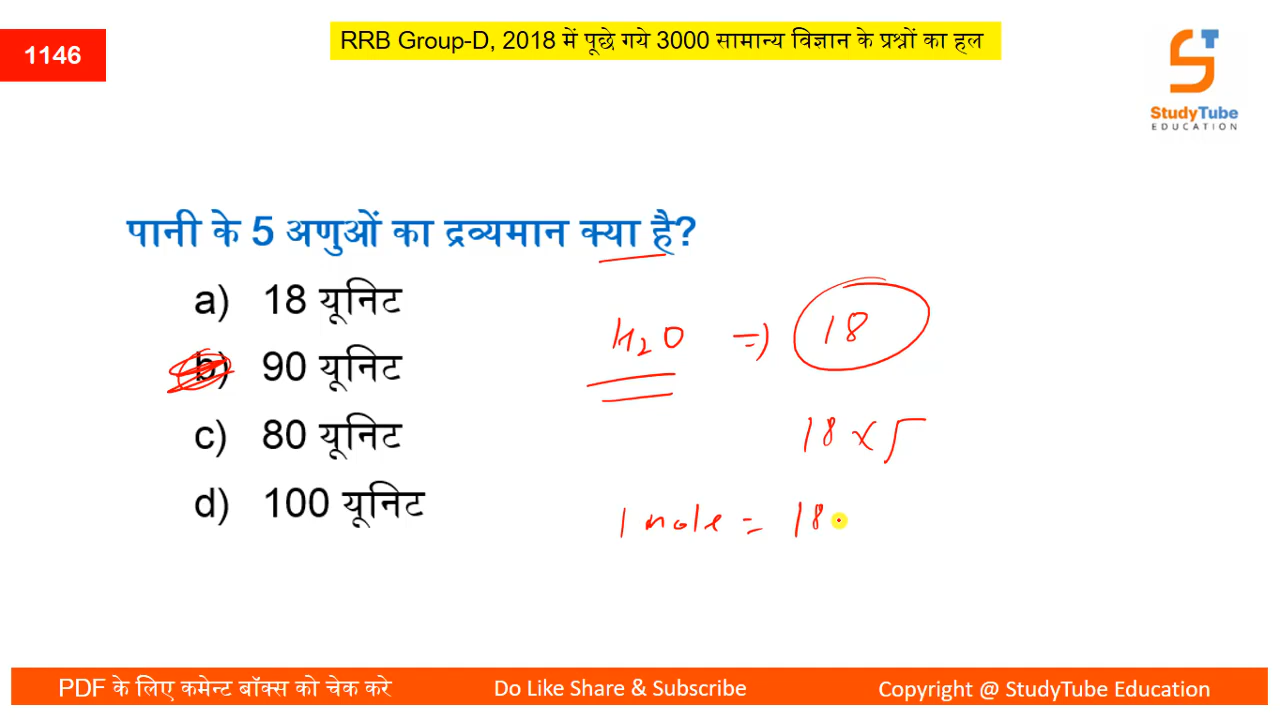 1146
RRB Group-D, 2018 में पूछे गये 3000 सामान्य विज्ञान के प्रश्नों का हल
StudyTube
EDUCATION
पानी के 5 अणुओं का द्रव्यमान क्या है?
a) 18 यूनिट
b) 90 यूनिट
c) 80 यूनिट
d) 100 यूनिट
H2O => 18
18 x 5
1 mole = 18
PDF के लिए कमेन्ट बॉक्स को चेक करे
Do Like Share & Subscribe
Copyright @ StudyTube Education